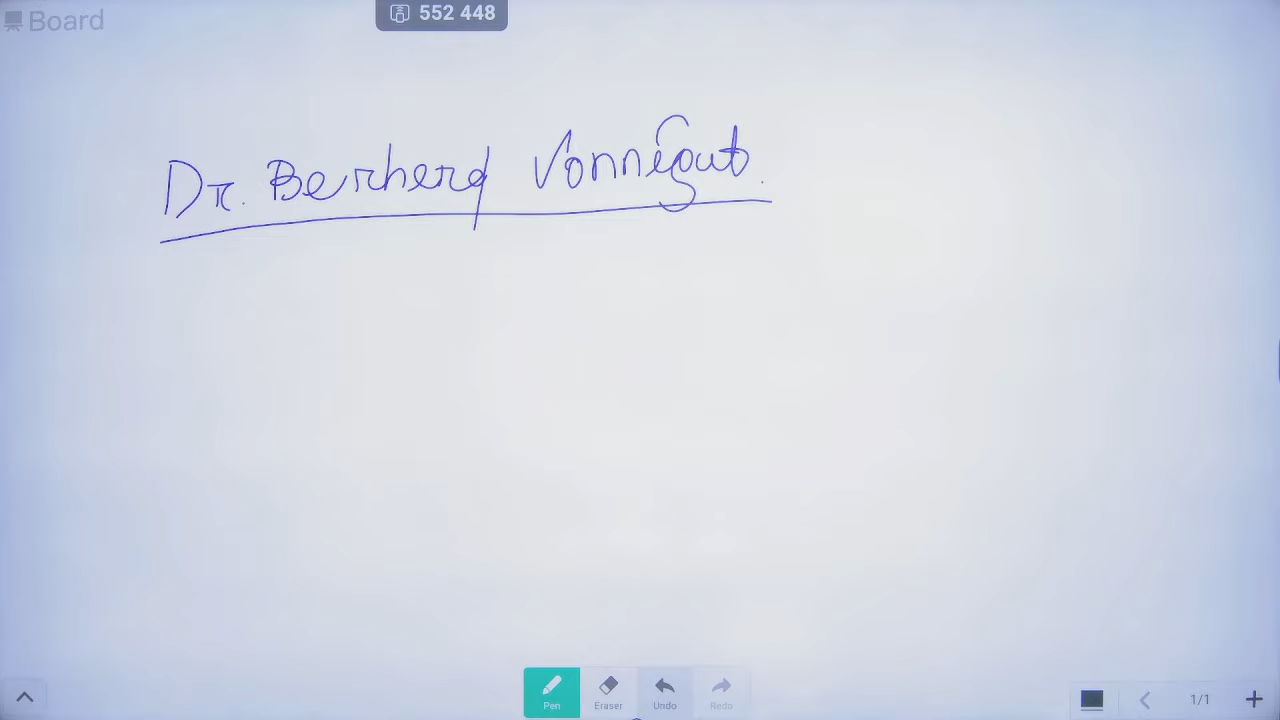 Board
552 448
Dr. Berherd Vonnegut.
Pen
Eraser
Undo
Redo
1/1